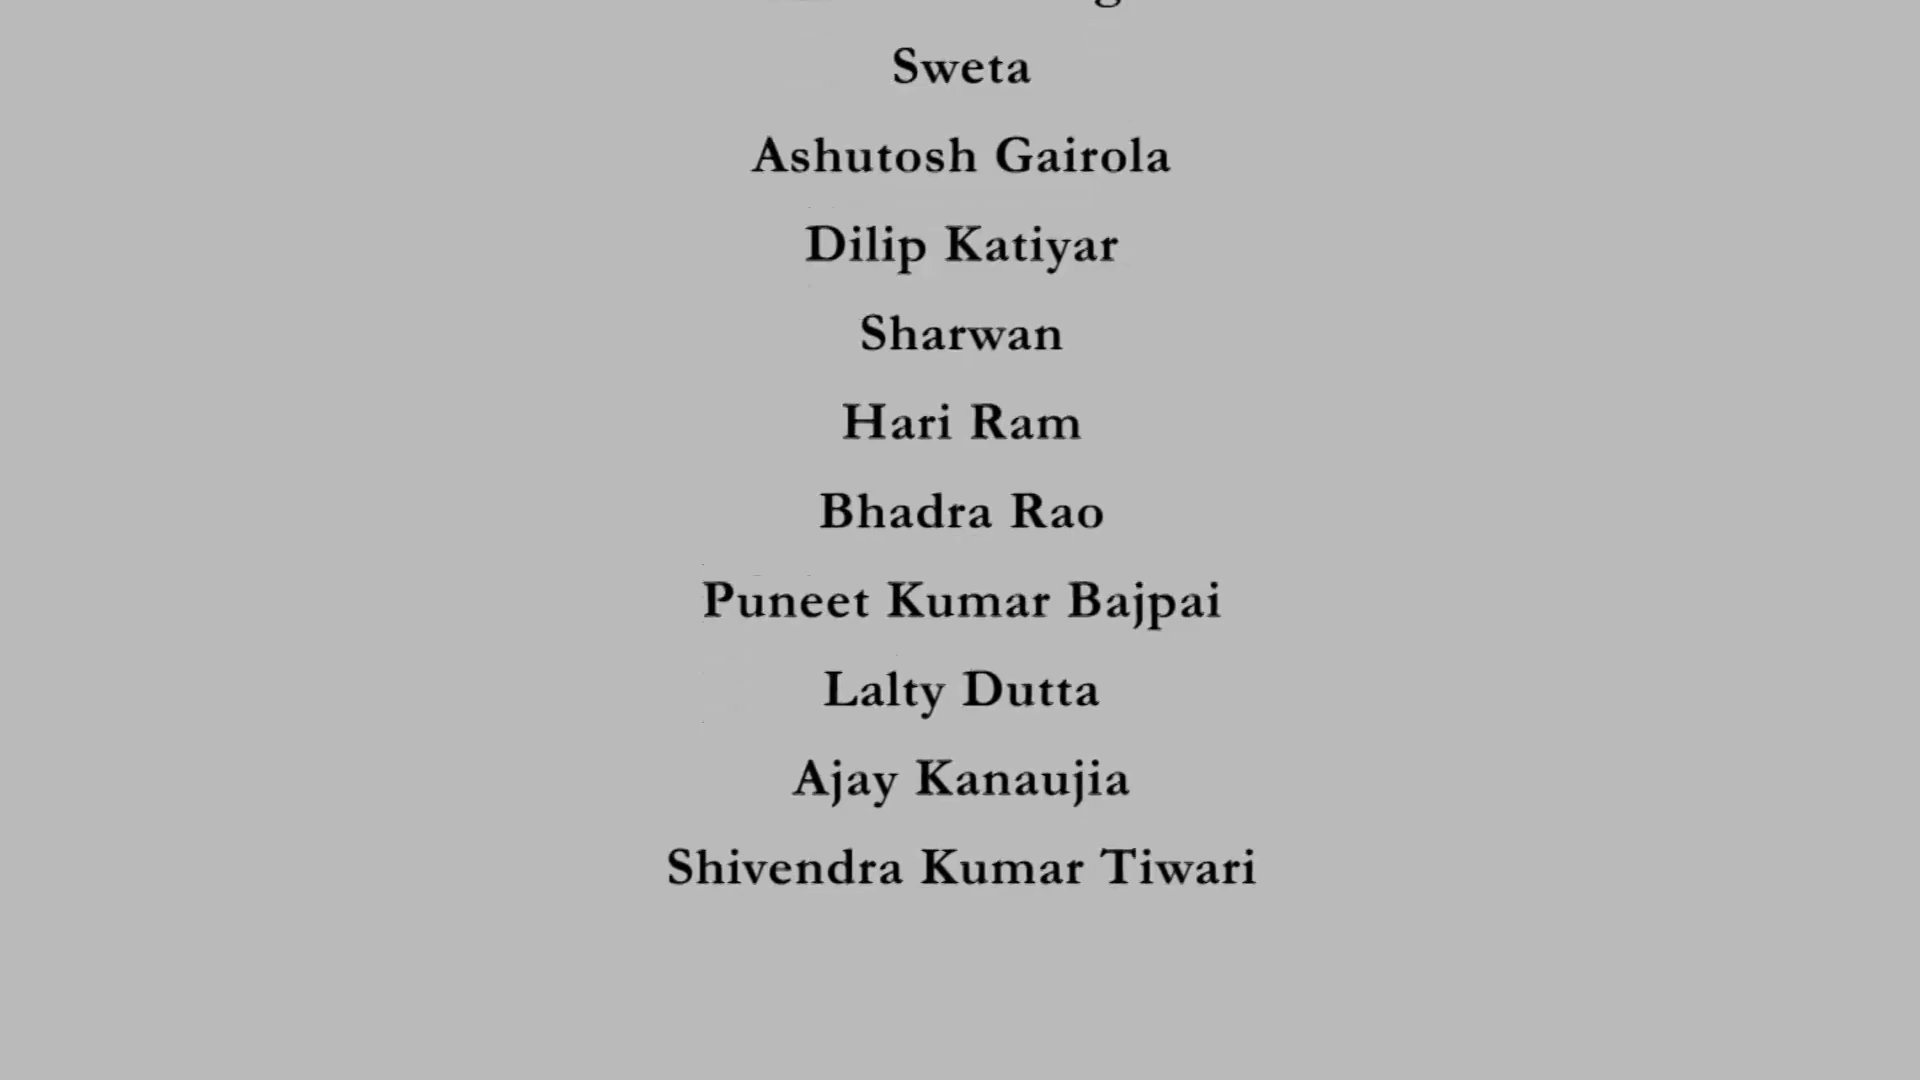 Sweta
Ashutosh Gairola
Dilip Katiyar
Sharwan
Hari Ram
Bhadra Rao
Puneet Kumar Bajpai
Lalty Dutta
Ajay Kanaujia
Shivendra Kumar Tiwari